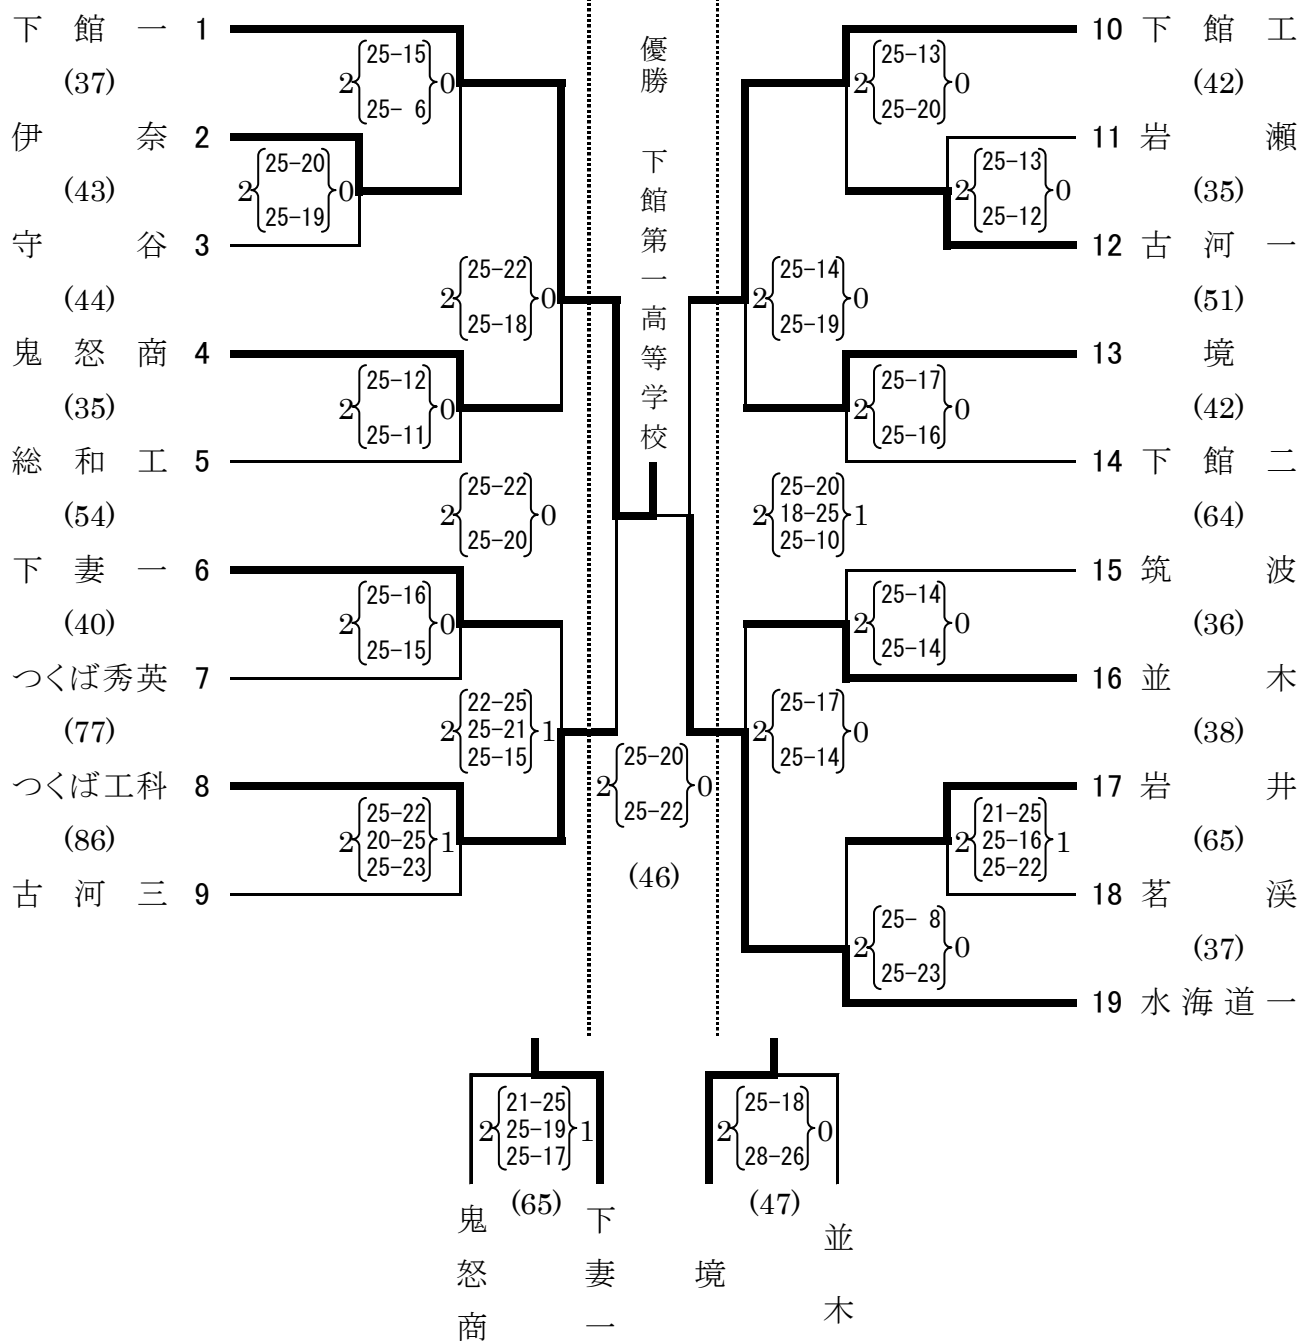 下館一 1
(37)
2 25-15 0
25- 6
伊奈 2
(43)
2 25-20 0
25-19
守谷 3
(44)
2 25-22 0
25-18
鬼怒商 4
(35)
2 25-12 0
25-11
総和工 5
(54)
2 25-22 0
25-20
下妻一 6
(40)
2 25-16 0
25-15
つくば秀英 7
(77)
2 22-25 1
25-21
25-15
つくば工科 8
(86)
2 25-22 1
20-25
25-23
古河三 9
優勝 下館第一高等学校
2 25-20 0
25-22
(46)
10 下館工
(42)
2 25-13 0
25-20
11 岩瀬
(35)
2 25-13 0
25-12
12 古河一
(51)
2 25-14 0
25-19
13 境
(42)
2 25-17 0
25-16
14 下館二
(64)
2 25-20 1
18-25
25-10
15 筑波
(36)
2 25-14 0
25-14
16 並木
(38)
2 25-17 0
25-14
17 岩井
(65)
2 21-25 1
25-16
25-22
18 茗渓
(37)
2 25- 8 0
25-23
19 水海道一
2 21-25 1
25-19
25-17
(65)
鬼怒商
下妻一
2 25-18 0
28-26
(47)
境
並木